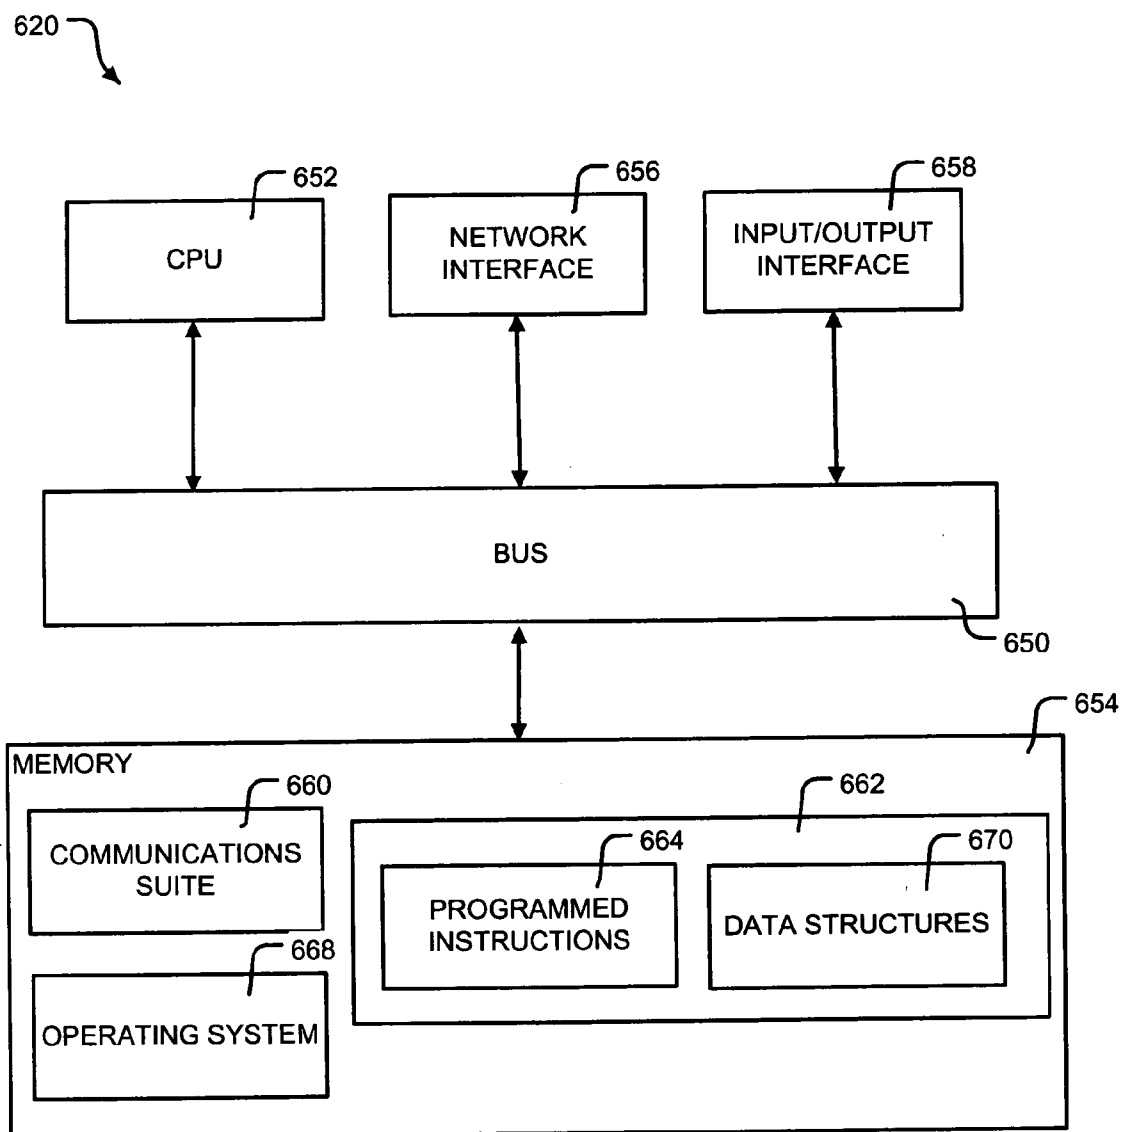 620
652
656
658
CPU
NETWORK
INTERFACE
INPUT/OUTPUT
INTERFACE
BUS
650
654
MEMORY
660
662
COMMUNICATIONS
SUITE
664
670
PROGRAMMED
INSTRUCTIONS
DATA STRUCTURES
668
OPERATING SYSTEM